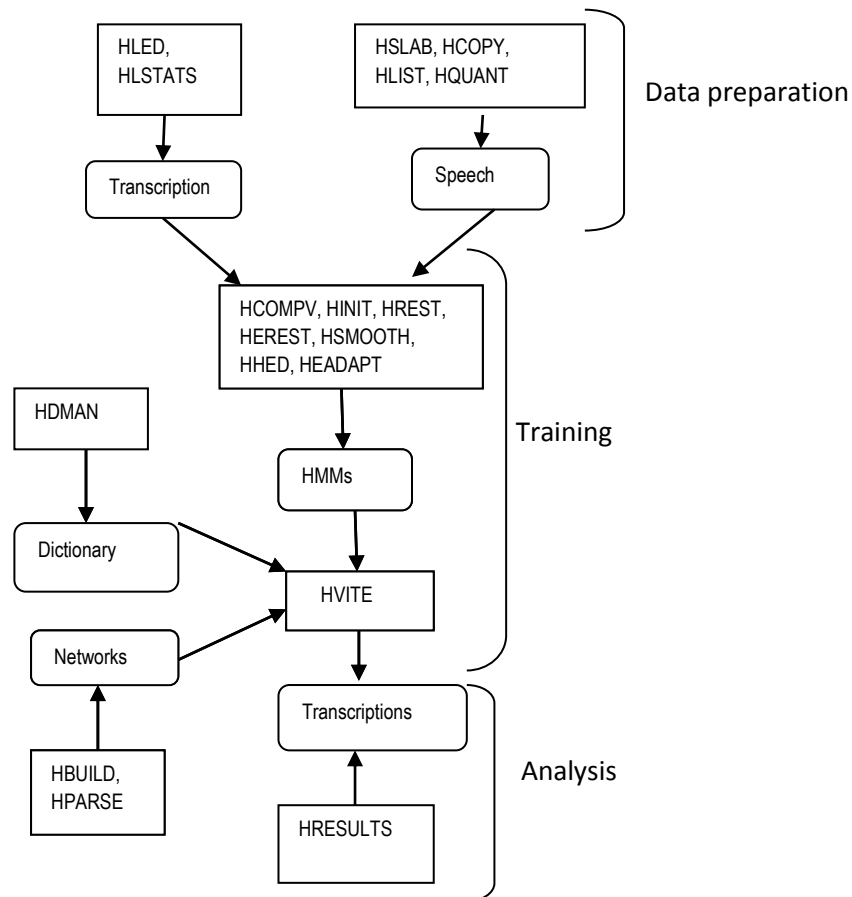 HLED,
HLSTATS
HSLAB, HCOPY,
HLIST, HQUANT
Data preparation
Transcription
Speech
HCOMPV, HINIT, HREST,
HEREST, HSMOOTH,
HHED, HEADAPT
Training
HDMAN
HMMs
Dictionary
HVITE
Networks
Transcriptions
Analysis
HBUILD,
HPARSE
HRESULTS